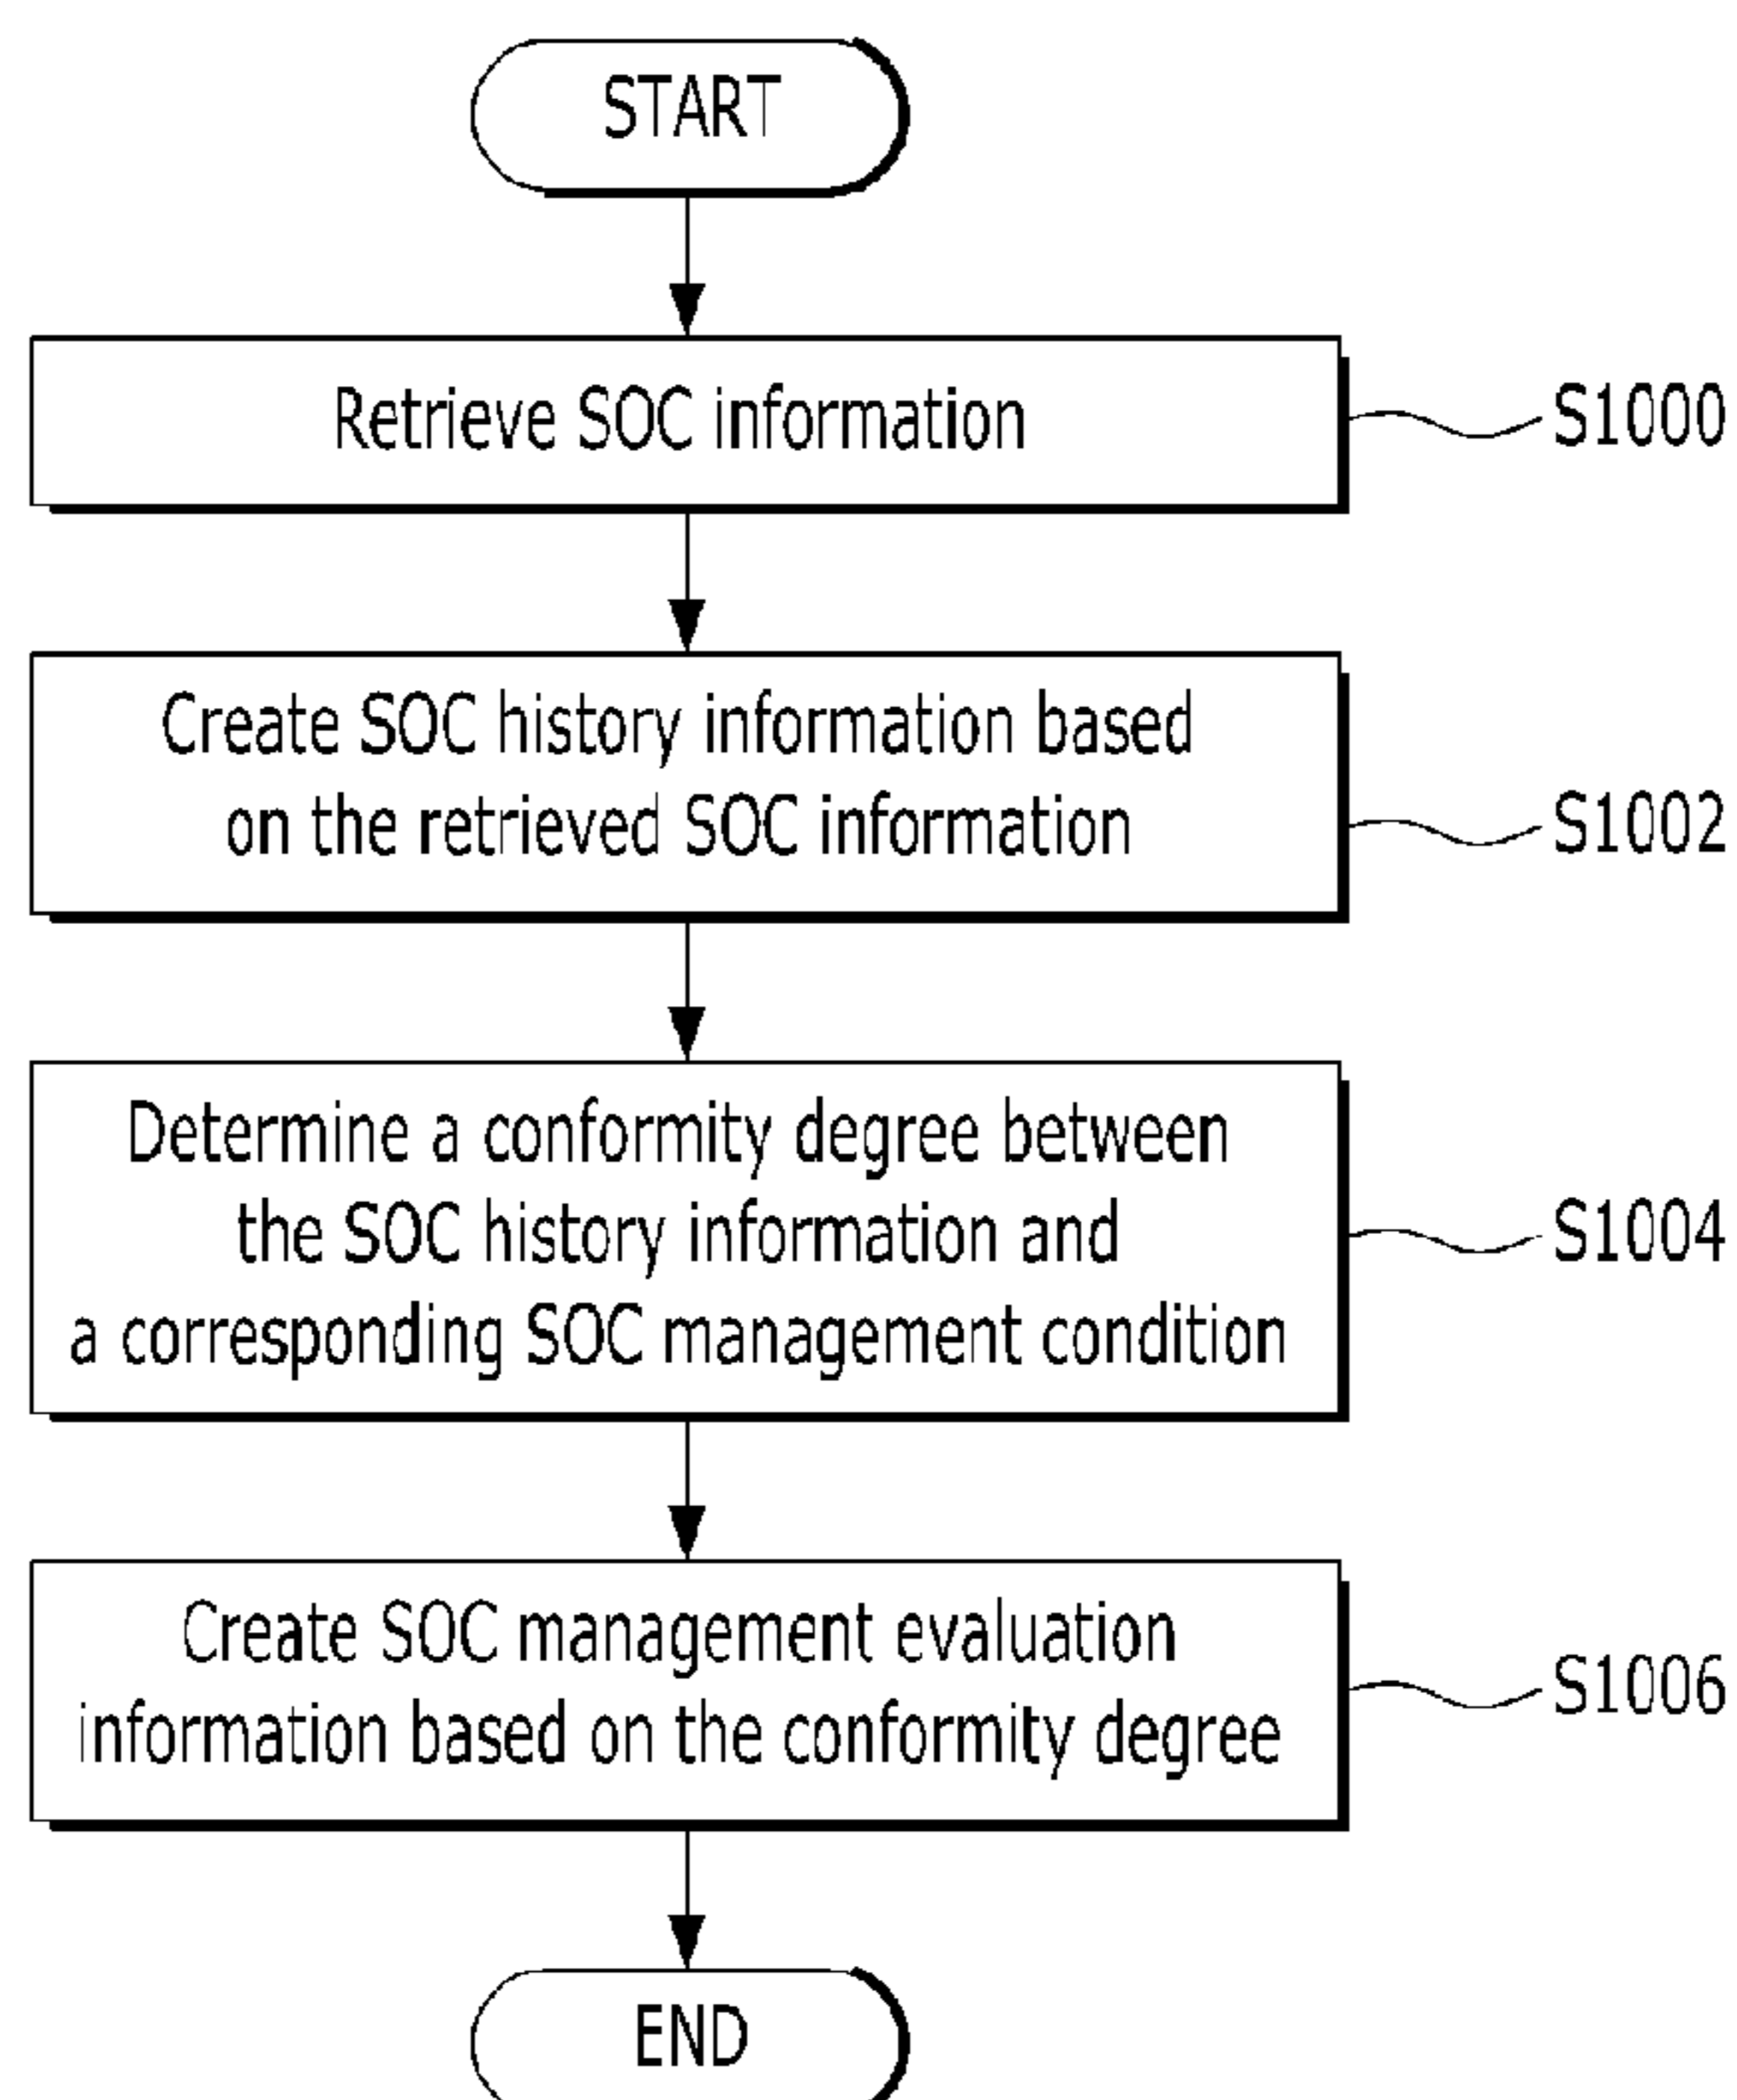 START
Retrieve SOC information
S1000
Create SOC history information based
on the retrieved SOC information
S1002
Determine a conformity degree between
the SOC history information and
a corresponding SOC management condition
S1004
Create SOC management evaluation
information based on the conformity degree
S1006
END